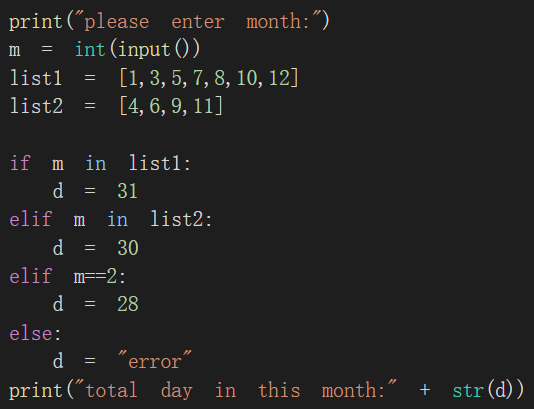 print("please enter month:")
m = int(input())
list1 = [1,3,5,7,8,10,12]
list2 = [4,6,9,11]

if m in list1:
    d = 31
elif m in list2:
    d = 30
elif m==2:
    d = 28
else:
    d = "error"
print("total day in this month:" + str(d))